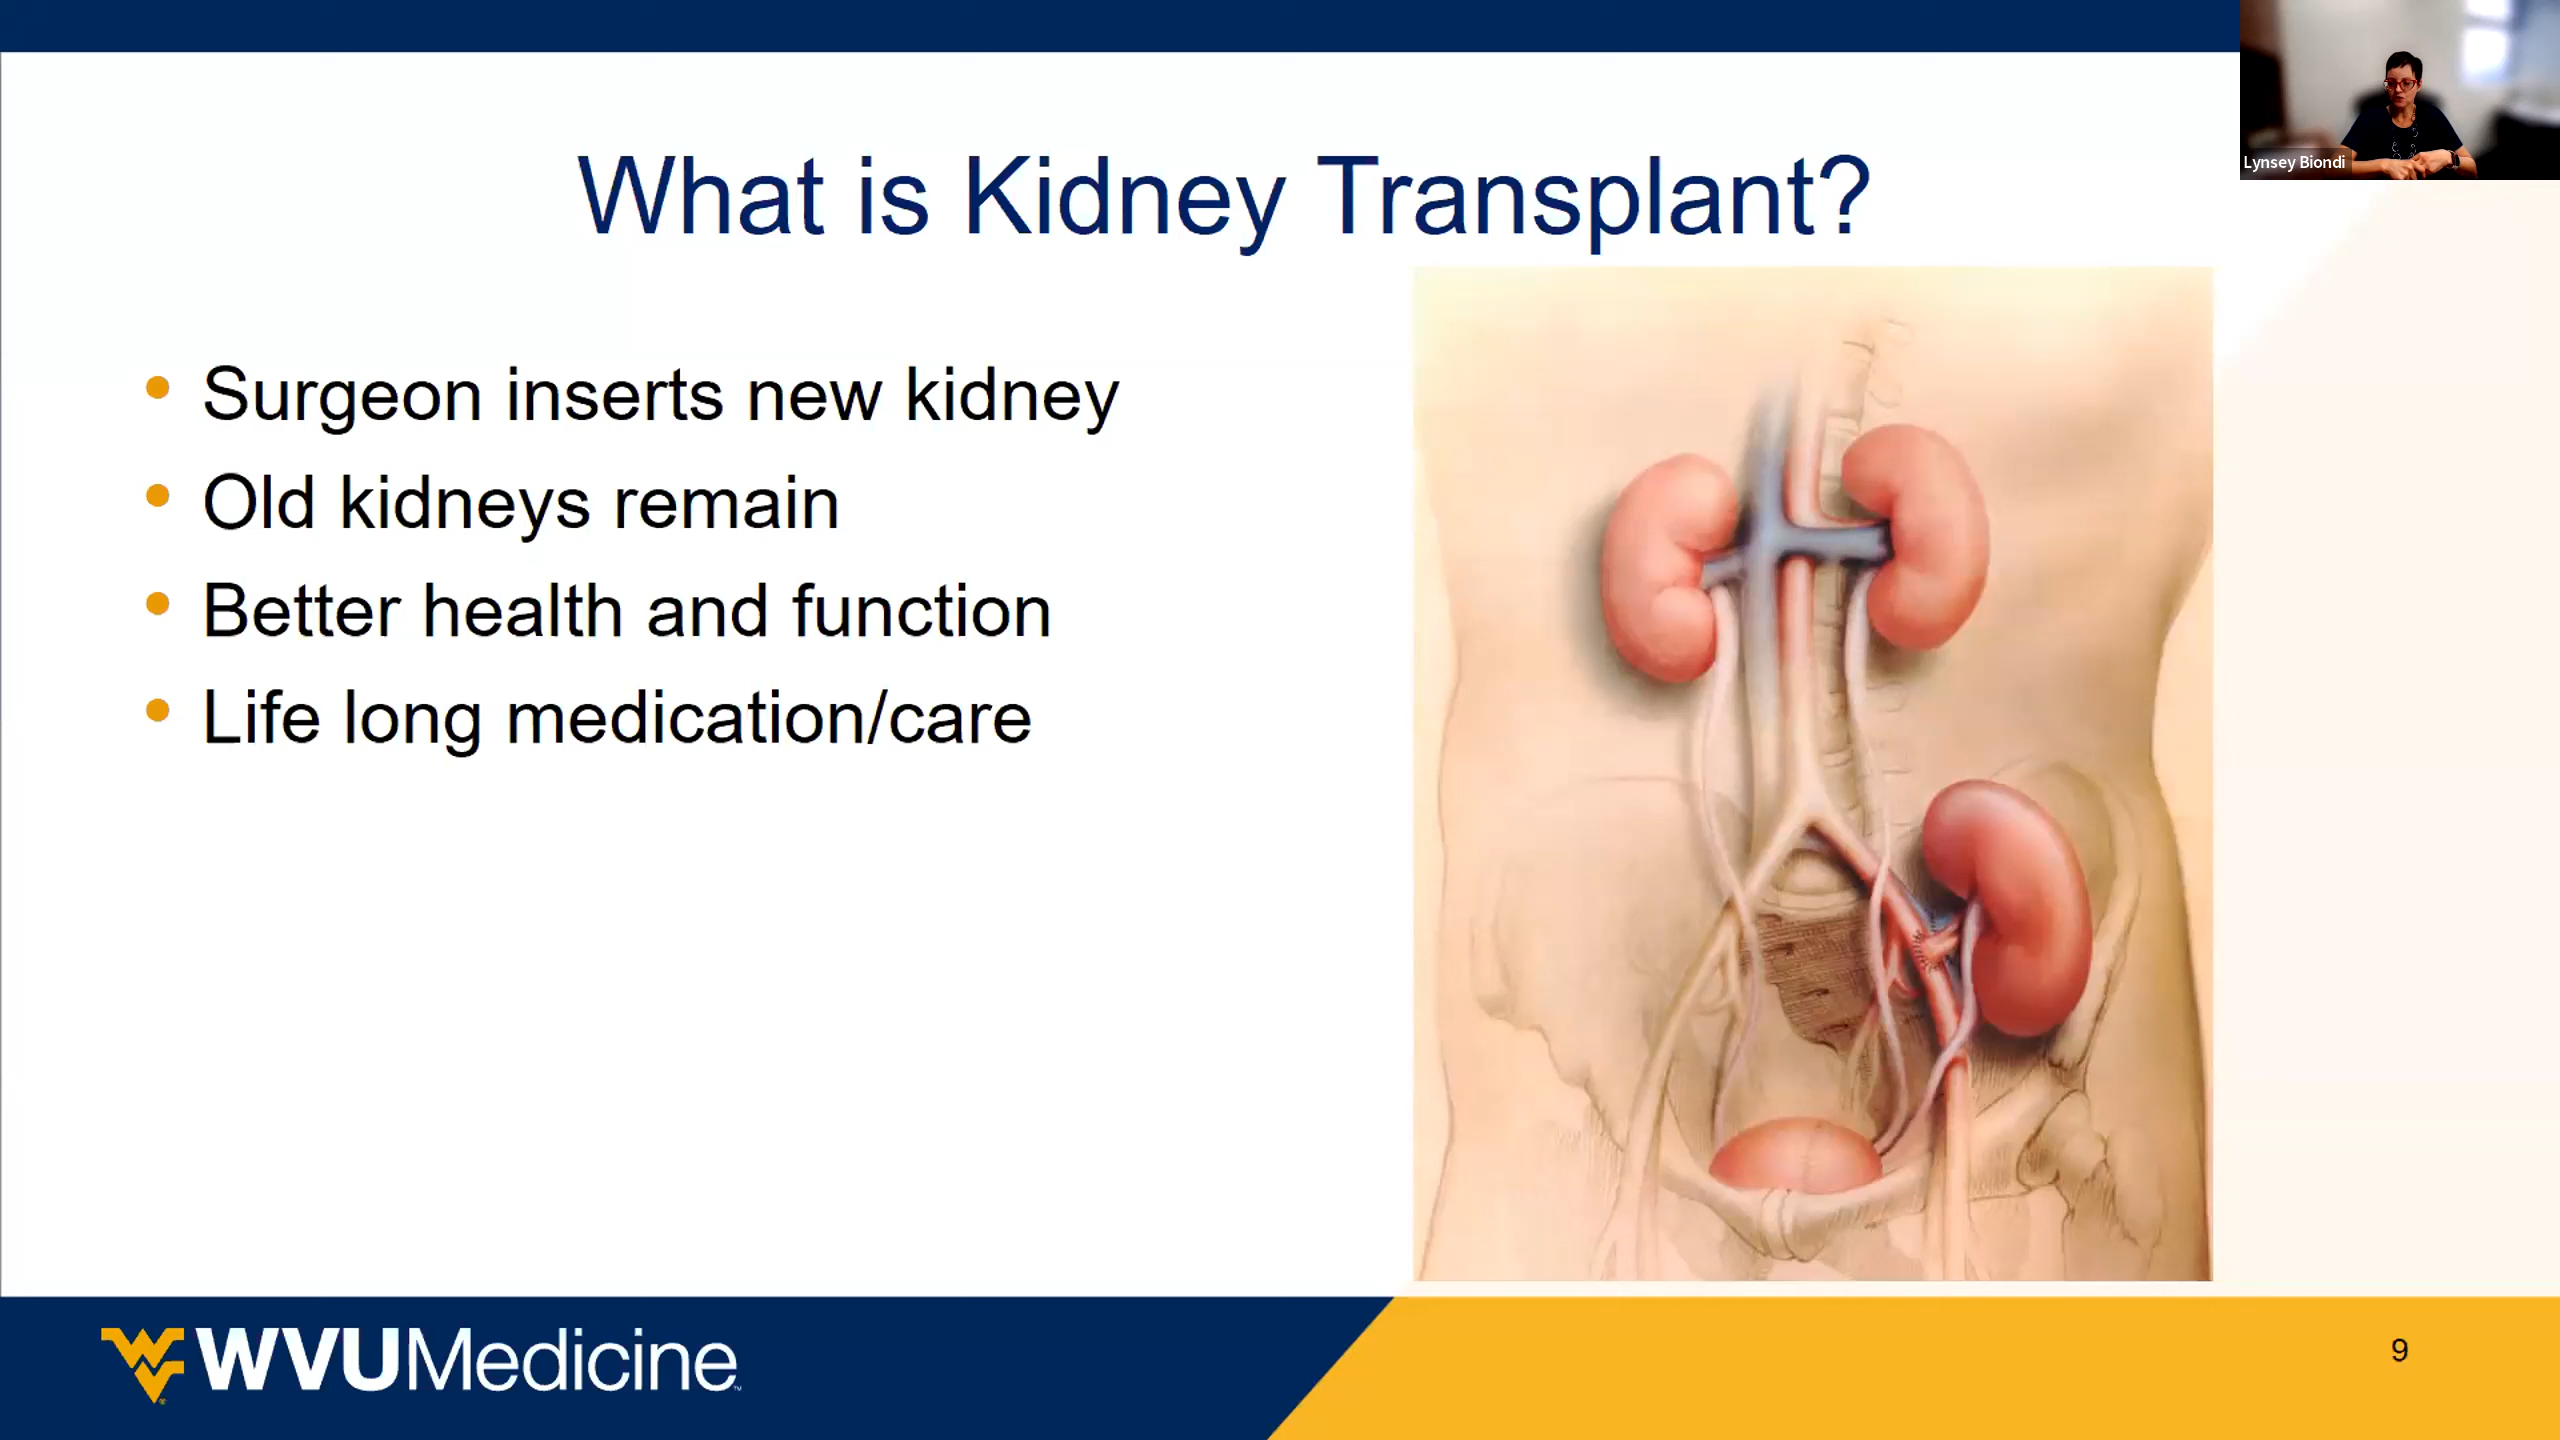 Lynsey Biondi
What is Kidney Transplant?
• Surgeon inserts new kidney
• Old kidneys remain
• Better health and function
• Life long medication/care
WVUMedicine™
9